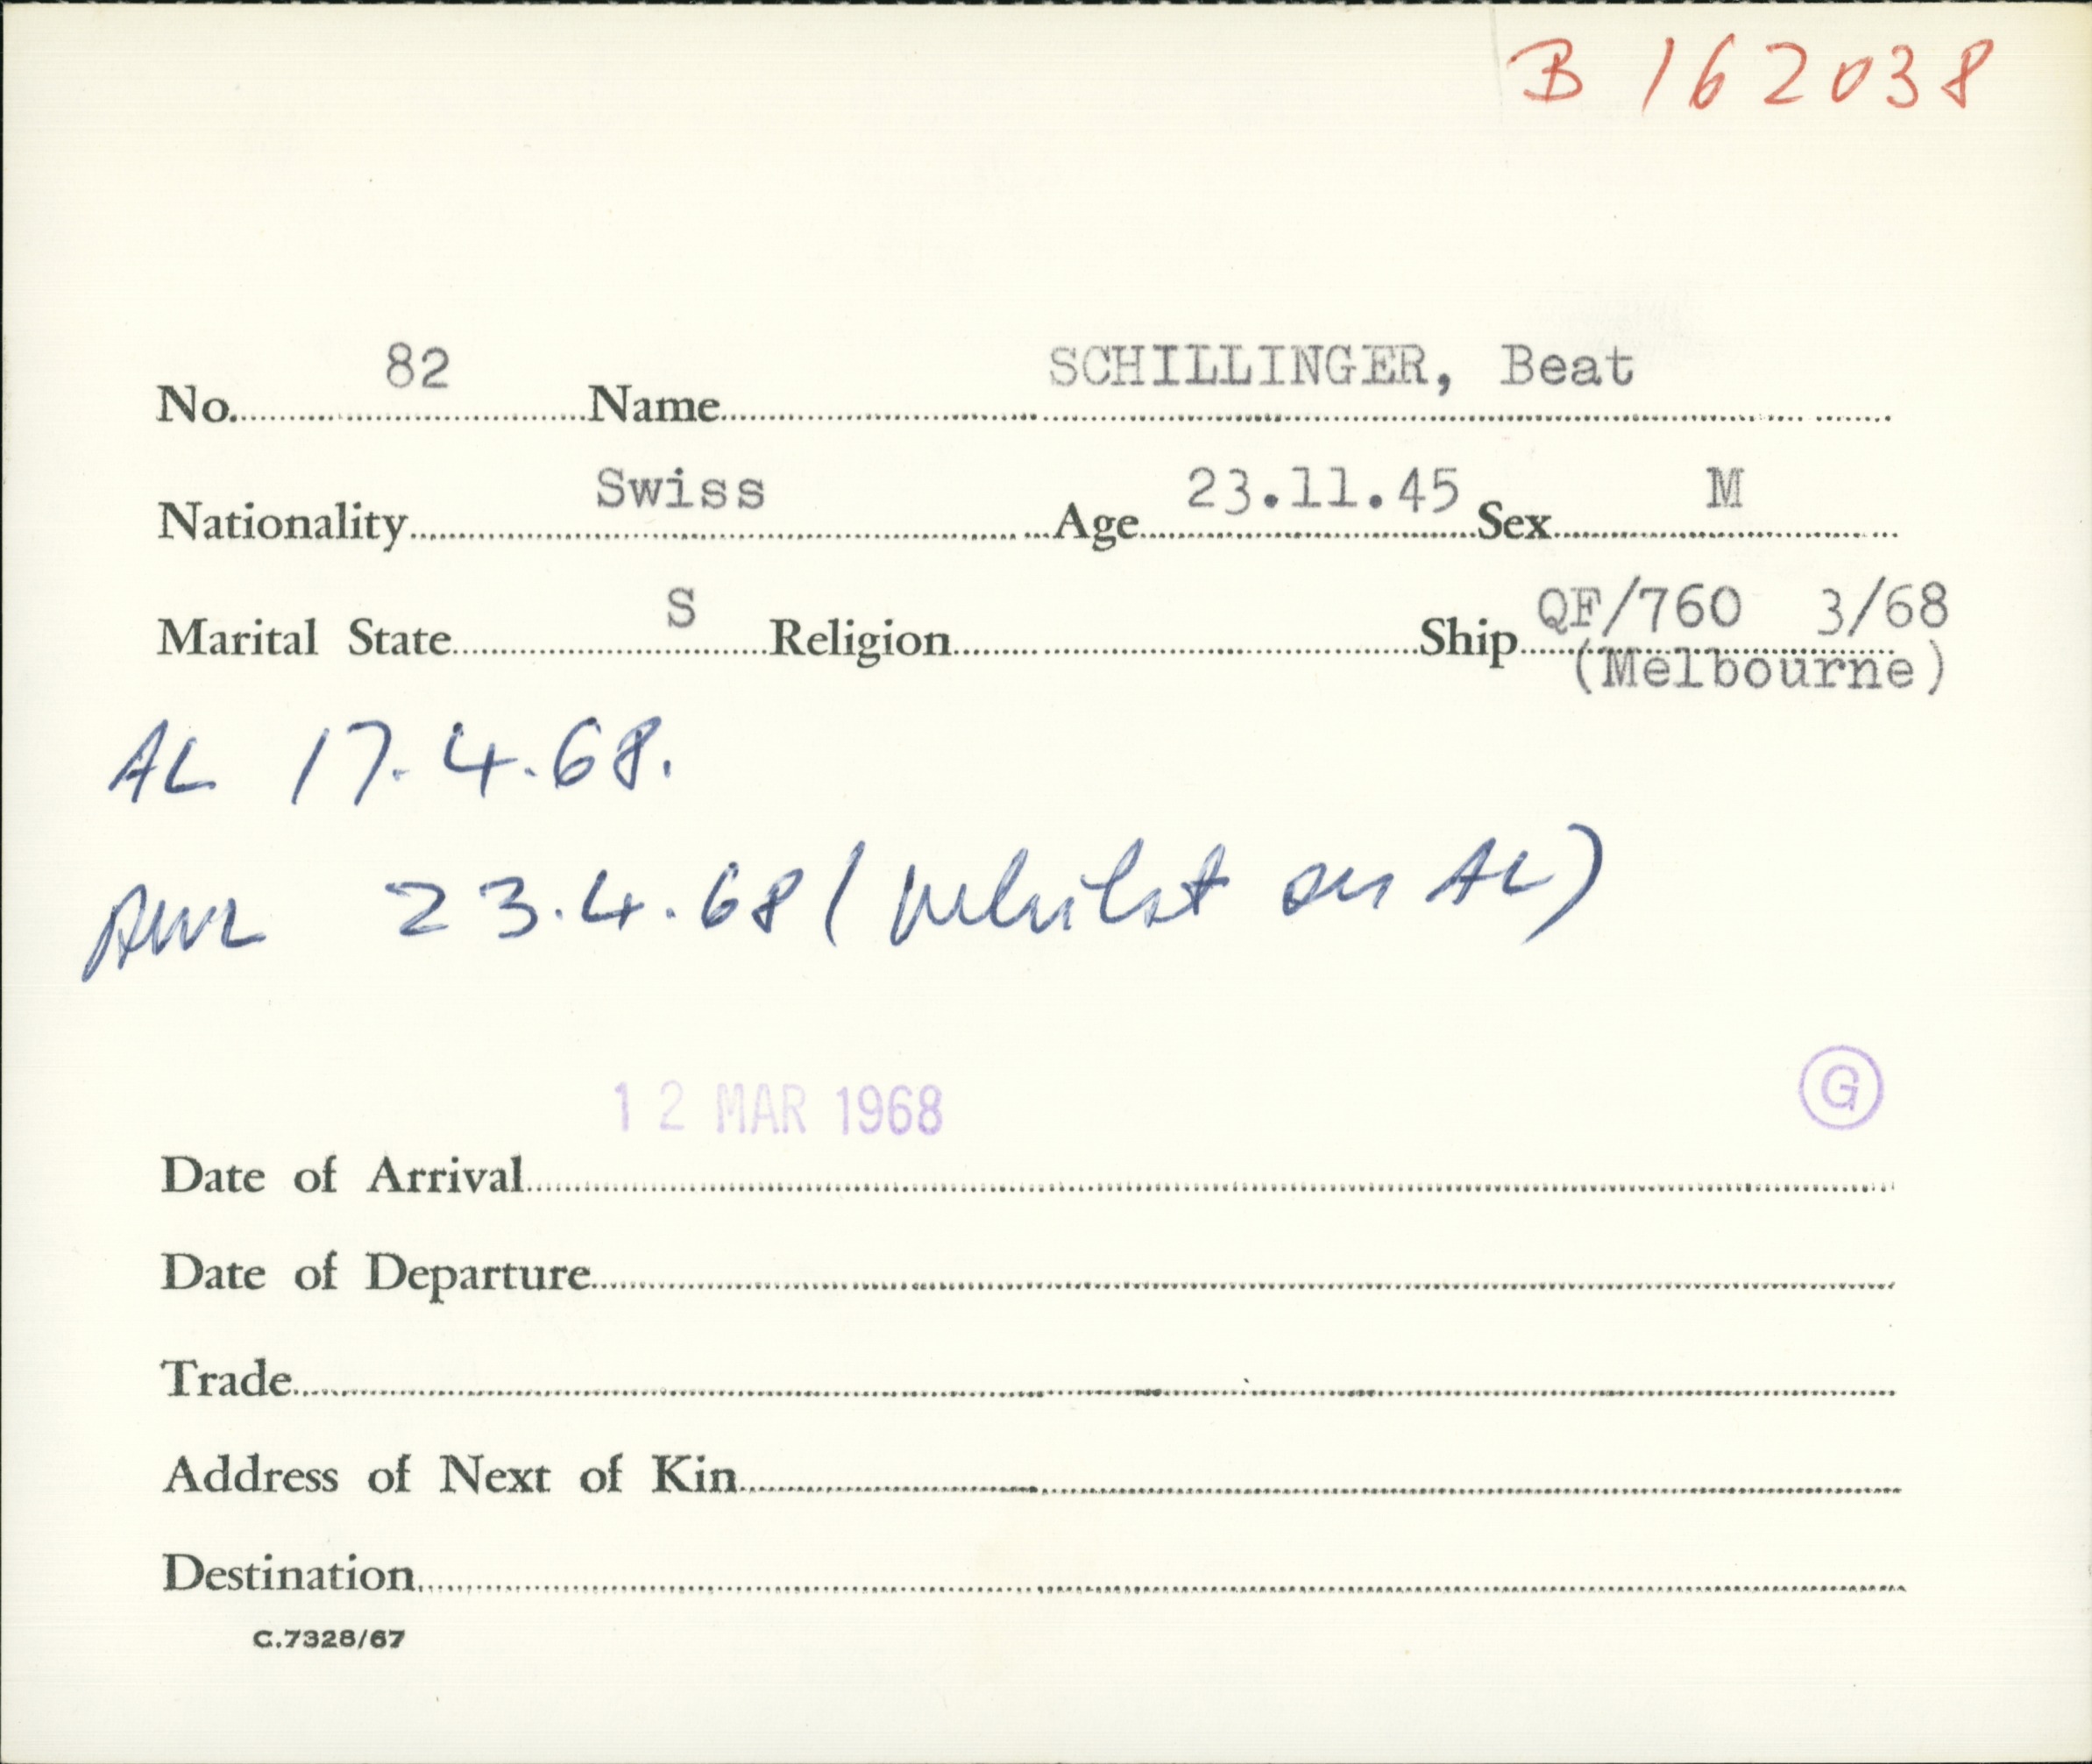 B 162038
No. 82 Name SCHILLINGER, Beat
Nationality Swiss Age 23.11.45 Sex M
Marital State S Religion Ship QF/760 3/68
(Melbourne)
AL 17.4.68.
AWL 23.4.68 (Whilst on AL)
12 MAR 1968
G
Date of Arrival
Date of Departure
Trade
Address of Next of Kin
Destination
C.7328/67